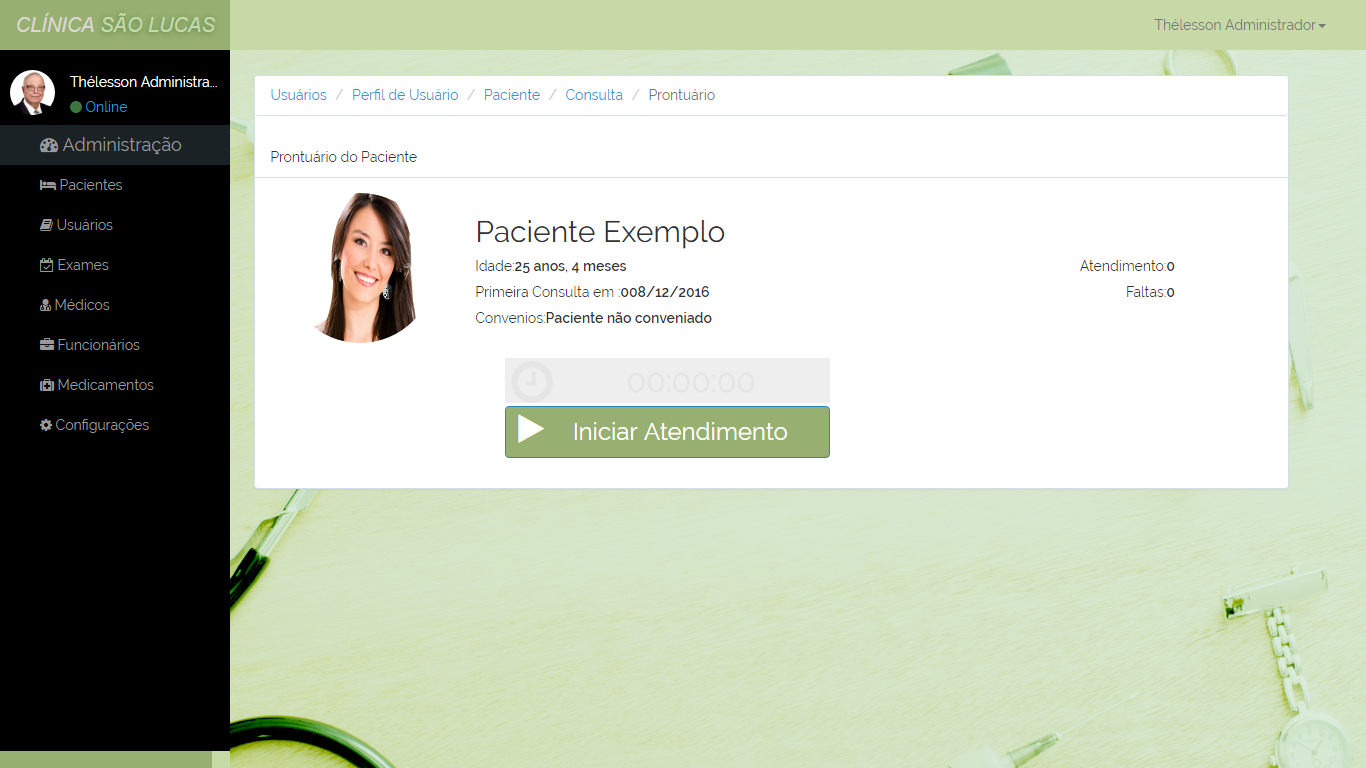 CLÍNICA SÃO LUCAS
Thélesson Administrador
Thélesson Administra...
Online
Administração
Pacientes
Usuários
Exames
Médicos
Funcionários
Medicamentos
Configurações
Usuários / Perfil de Usuário / Paciente / Consulta / Prontuário
Prontuário do Paciente
Paciente Exemplo
Idade:25 anos, 4 meses
Atendimento:0
Primeira Consulta em :008/12/2016
Faltas:0
Convenios:Paciente não conveniado
00:00:00
Iniciar Atendimento